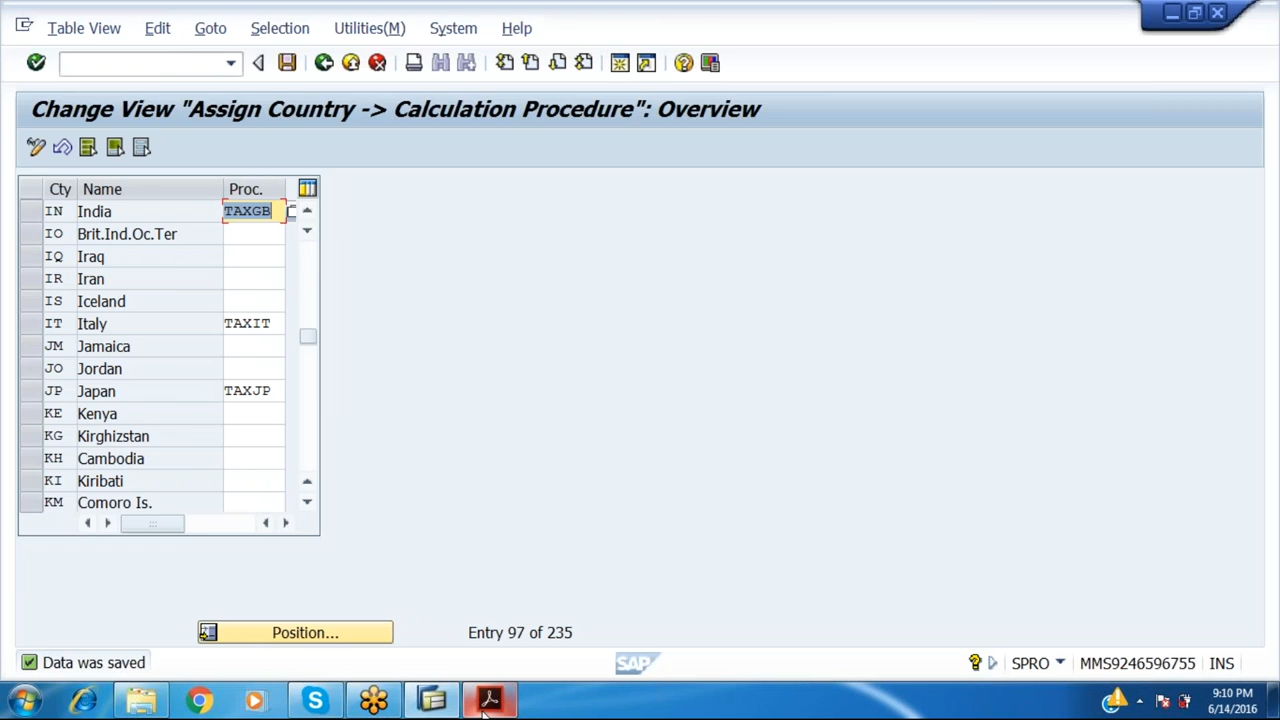 Table View Edit Goto Selection Utilities(M) System Help
Change View "Assign Country -> Calculation Procedure": Overview
Cty Name Proc.
IN India TAXGB
IO Brit.Ind.Oc.Ter
IQ Iraq
IR Iran
IS Iceland
IT Italy TAXIT
JM Jamaica
JO Jordan
JP Japan TAXJP
KE Kenya
KG Kirghizstan
KH Cambodia
KI Kiribati
KM Comoro Is.
Position... Entry 97 of 235
Data was saved SAP SPRO MMS9246596755 INS
9:10 PM
6/14/2016